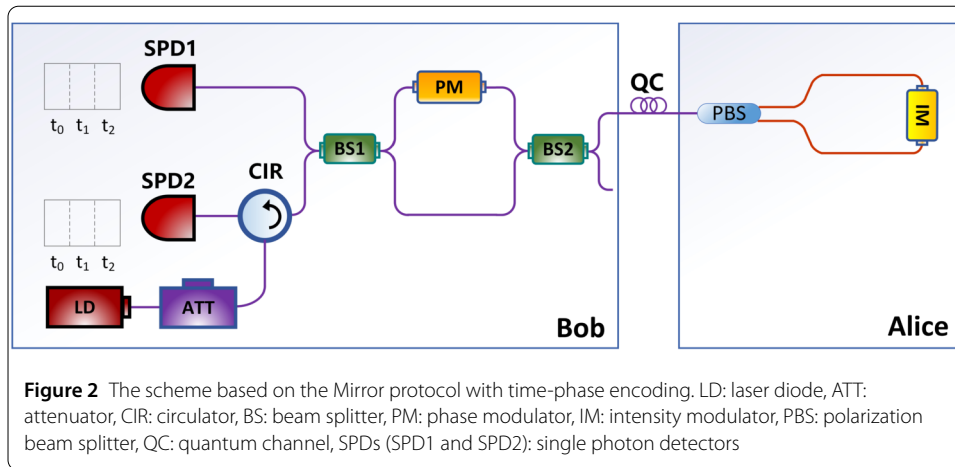 SPD1
t0 t1 t2
PM
QC
PBS
IM
BS1
BS2
SPD2
CIR
t0 t1 t2
LD
ATT
Bob
Alice
Figure 2 The scheme based on the Mirror protocol with time-phase encoding. LD: laser diode, ATT:
attenuator, CIR: circulator, BS: beam splitter, PM: phase modulator, IM: intensity modulator, PBS: polarization
beam splitter, QC: quantum channel, SPDs (SPD1 and SPD2): single photon detectors